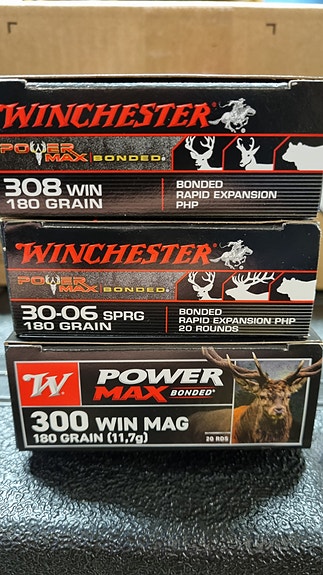 WINCHESTER
POWER MAX BONDED®
308 WIN
180 GRAIN
BONDED
RAPID EXPANSION
PHP
WINCHESTER
POWER MAX BONDED®
30-06 SPRG
180 GRAIN
BONDED
RAPID EXPANSION PHP
20 ROUNDS
W
POWER
MAX BONDED®
300 WIN MAG
180 GRAIN (11,7g)
20 RDS